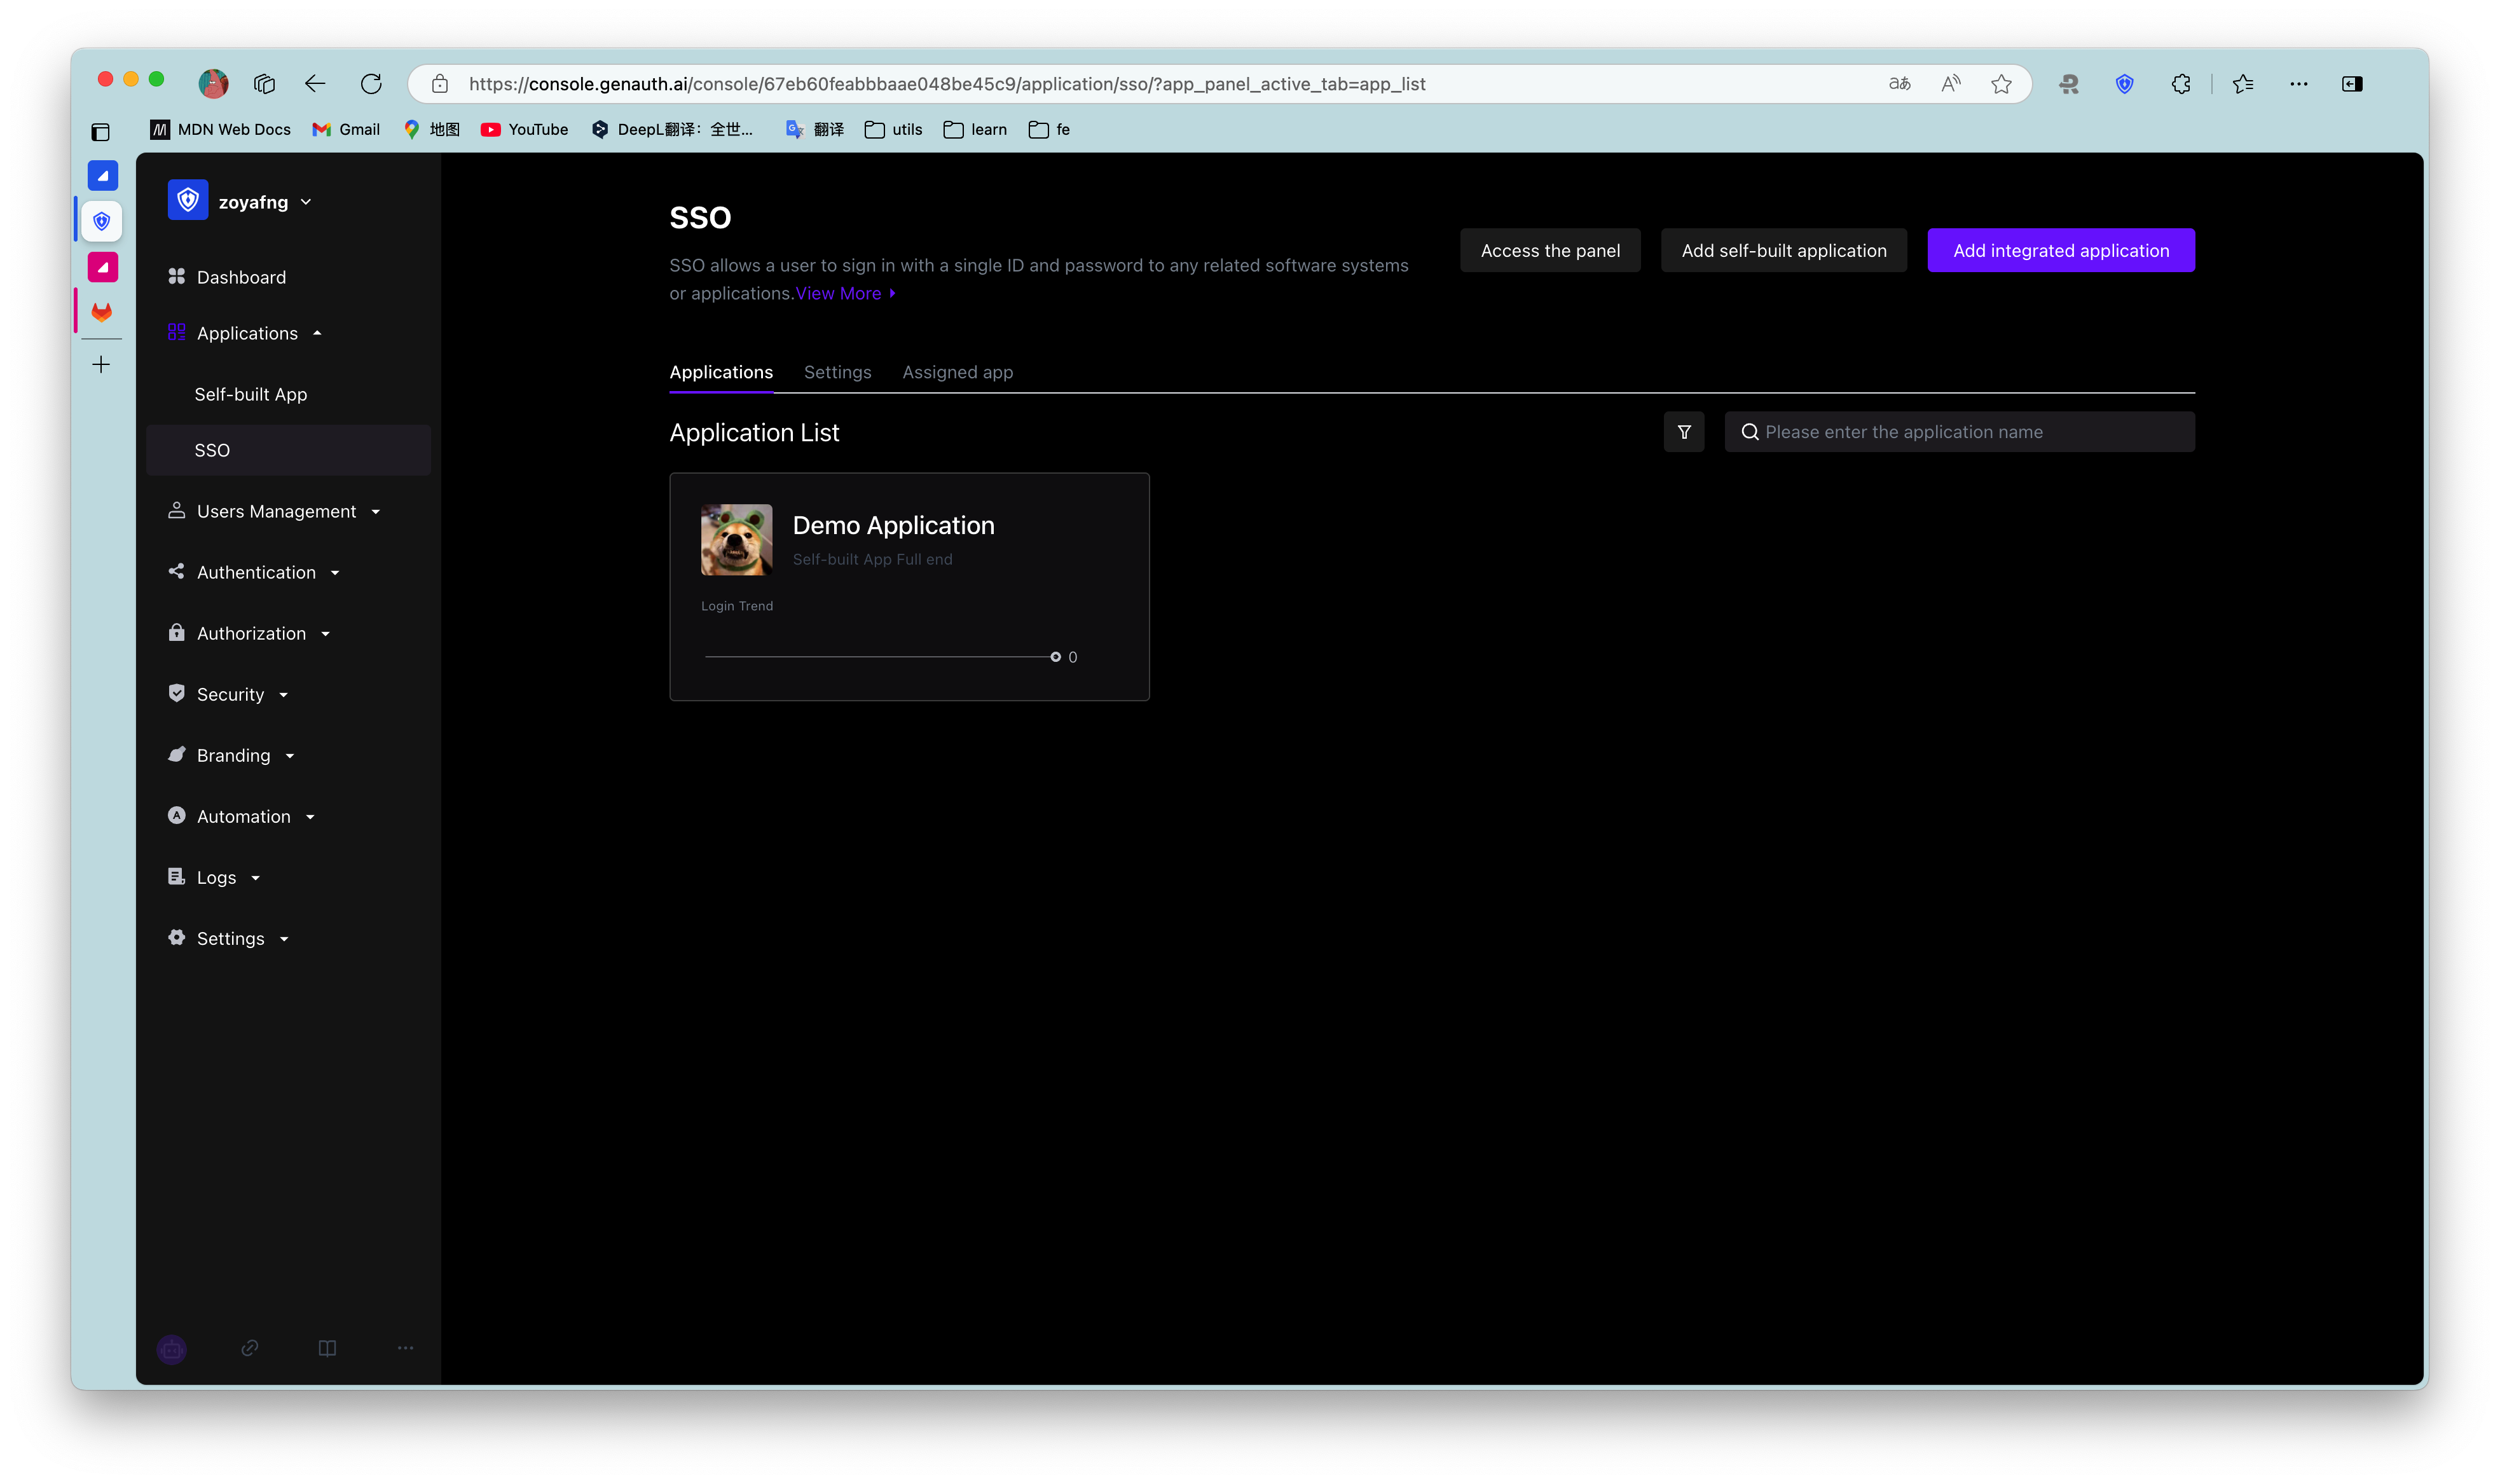 https://console.genauth.ai/console/67eb60feabbbaae048be45c9/application/sso/?app_panel_active_tab=app_list
MDN Web Docs
Gmail
地图
YouTube
DeepL翻译：全世...
翻译
utils
learn
fe
zoyafng
Dashboard
Applications
Self-built App
SSO
Users Management
Authentication
Authorization
Security
Branding
Automation
Logs
Settings
SSO
SSO allows a user to sign in with a single ID and password to any related software systems
or applications.View More
Access the panel
Add self-built application
Add integrated application
Applications
Settings
Assigned app
Application List
Please enter the application name
Demo Application
Self-built App Full end
Login Trend
0